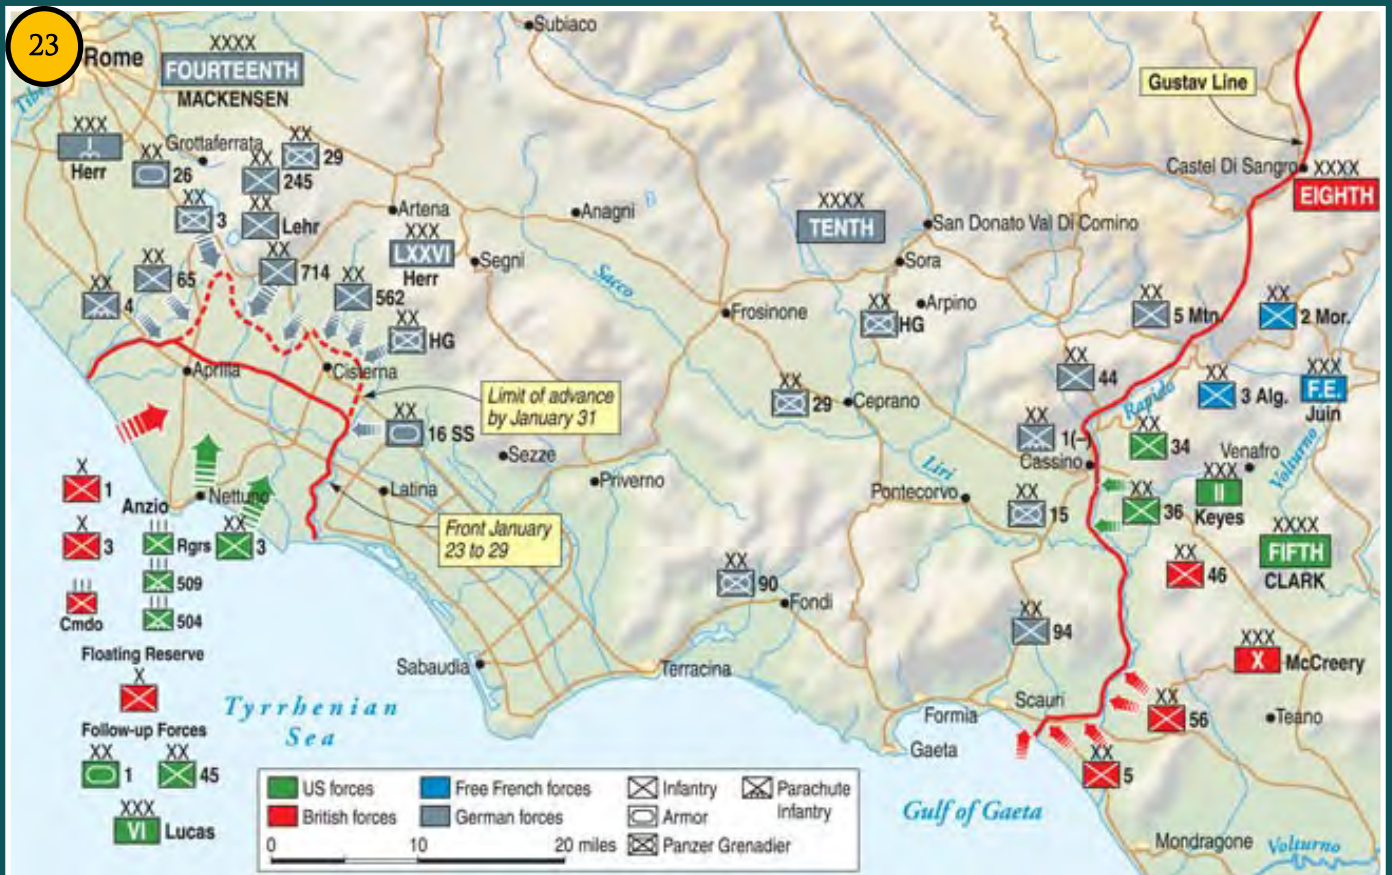 23
Rome
Tib
XXXX
FOURTEENTH
MACKENSEN
Subiaco
Gustav Line
Castel Di Sangro
XXXX
EIGHTH
XXX
Herr
Grottaferrata
XX
26
XX
29
XX
245
XX
3
XX
Lehr
Artena
XXX
LXXVI
Herr
Segni
Anagni
XXXX
TENTH
San Donato Val Di Comino
Sora
Arpino
XX
HG
XX
65
XX
714
XX
562
XX
4
XX
HG
Sacco
Frosinone
XX
5 Mtn.
XX
2 Mor.
Aprilia
Cisterna
Limit of advance
by January 31
XX
16 SS
XX
29
Ceprano
XX
44
Rapido
XX
3 Alg.
XXX
F.E.
Juin
XX
1(–)
Cassino
XX
34
Venafro
Volturno
Sezze
Priverno
Liri
Pontecorvo
XX
15
XX
36
XXX
II
Keyes
XXXX
FIFTH
CLARK
Latina
Nettuno
Anzio
Front January
23 to 29
X
1
X
3
III
Cmdo
III
Rgrs
III
509
III
504
XX
3
XX
46
XX
90
Fondi
XX
94
XXX
X
McCreery
Floating Reserve
X
Follow-up Forces
XX
1
XX
45
XXX
VI
Lucas
Tyrrhenian
Sea
Sabaudia
Terracina
Formia
Gaeta
Scauri
XX
56
Teano
XX
5
Gulf of Gaeta
Mondragone
Volturno
US forces
Free French forces
Infantry
Parachute
Infantry
British forces
German forces
Armor
Panzer Grenadier
0
10
20 miles